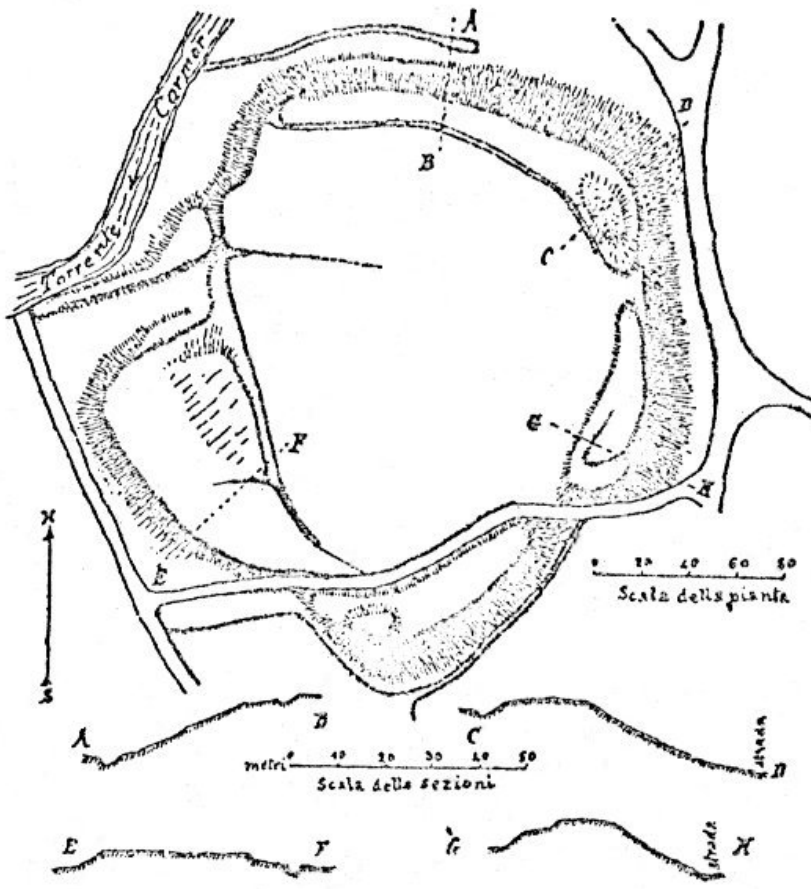 A
Torrente Cormor
D
B
C
G
F
H
E
N
S
0 20 40 60 80
Scala della pianta
A
B
C
strada
D
metri 0 10 20 30 40 50
Scala delle sezioni
E
F
G
strada
H